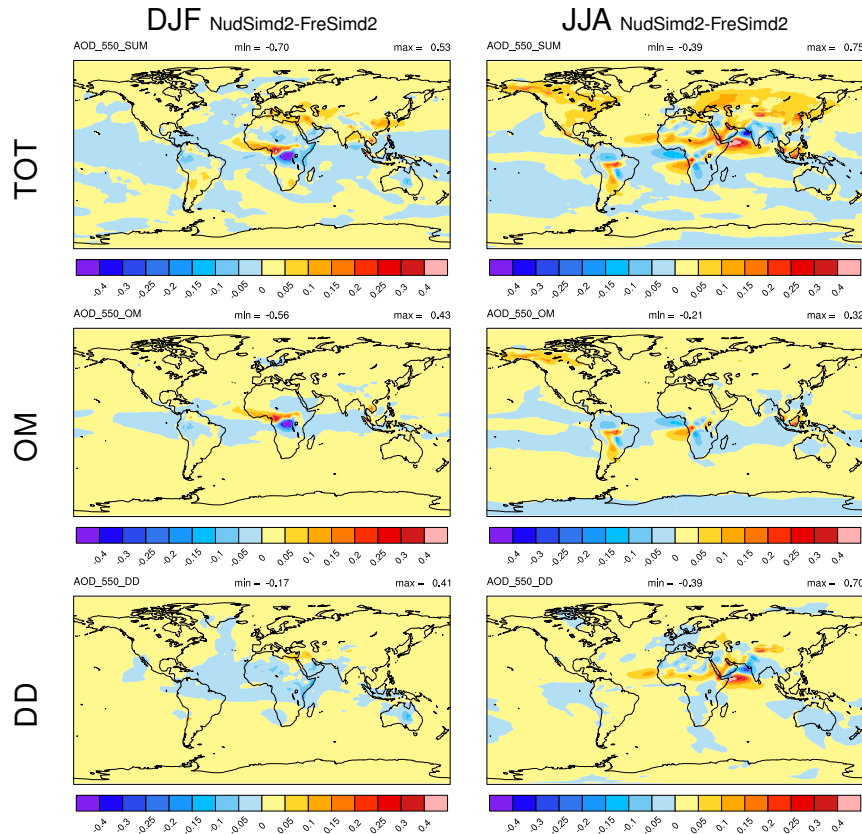 DJF NudSimd2-FreSimd2
JJA NudSimd2-FreSimd2
TOT
AOD_550_SUM min = -0.70 max = 0.53
-0.4 -0.3 -0.25 -0.2 -0.15 -0.1 -0.05 0 0.05 0.1 0.15 0.2 0.25 0.3 0.4
AOD_550_SUM min = -0.39 max = 0.75
-0.4 -0.3 -0.25 -0.2 -0.15 -0.1 -0.05 0 0.05 0.1 0.15 0.2 0.25 0.3 0.4
OM
AOD_550_OM min = -0.56 max = 0.43
-0.4 -0.3 -0.25 -0.2 -0.15 -0.1 -0.05 0 0.05 0.1 0.15 0.2 0.25 0.3 0.4
AOD_550_OM min = -0.21 max = 0.32
-0.4 -0.3 -0.25 -0.2 -0.15 -0.1 -0.05 0 0.05 0.1 0.15 0.2 0.25 0.3 0.4
DD
AOD_550_DD min = -0.17 max = 0.41
-0.4 -0.3 -0.25 -0.2 -0.15 -0.1 -0.05 0 0.05 0.1 0.15 0.2 0.25 0.3 0.4
AOD_550_DD min = -0.39 max = 0.70
-0.4 -0.3 -0.25 -0.2 -0.15 -0.1 -0.05 0 0.05 0.1 0.15 0.2 0.25 0.3 0.4